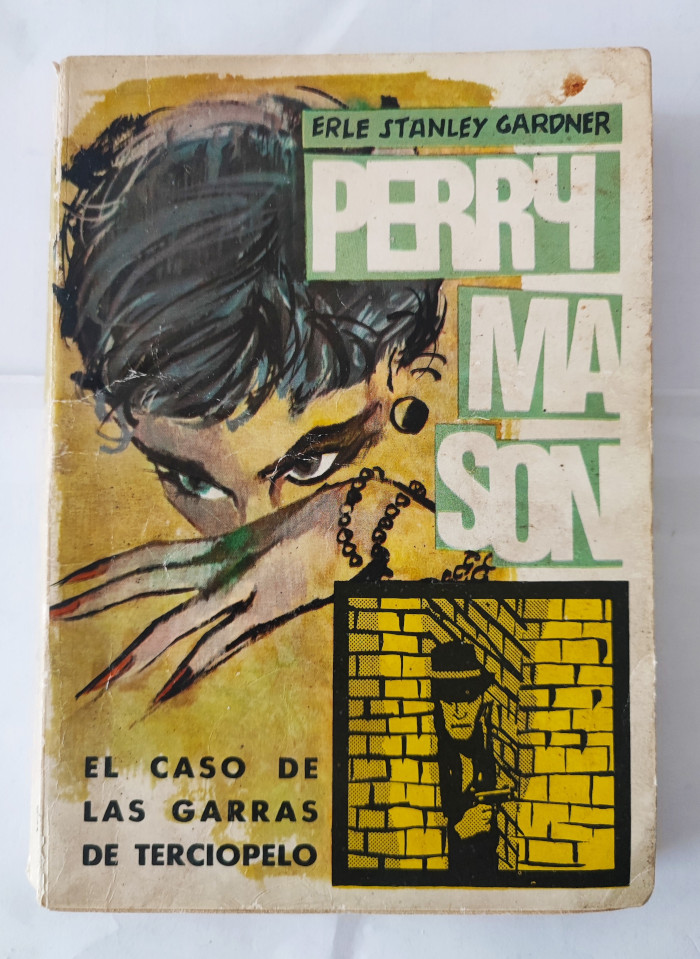 ERLE STANLEY GARDNER
PERRY
MA
SON
EL CASO DE
LAS GARRAS
DE TERCIOPELO